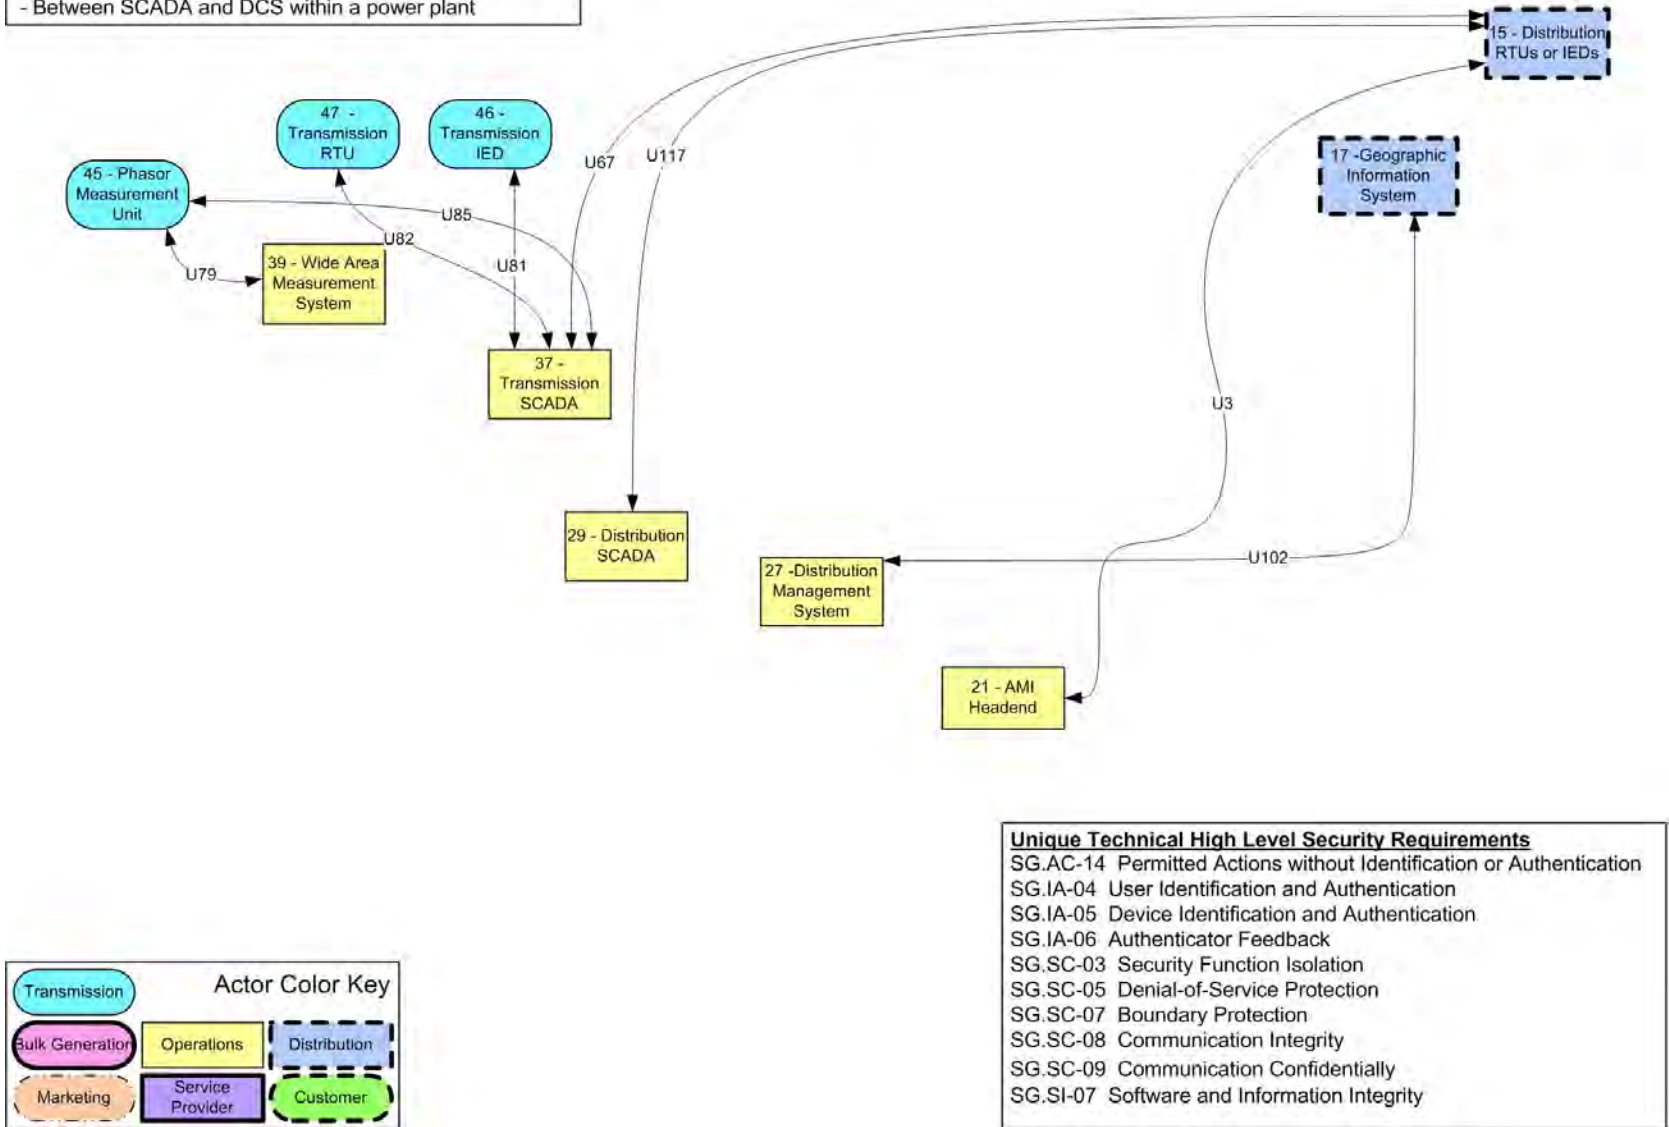 - Between SCADA and DCS within a power plant
15 - Distribution
RTUs or IEDs
47 -
Transmission
RTU
46 -
Transmission
IED
U67
U117
17 -Geographic
Information
System
45 - Phasor
Measurement
Unit
U85
U82
39 - Wide Area
Measurement
System
U79
U81
37 -
Transmission
SCADA
U3
29 - Distribution
SCADA
27 -Distribution
Management
System
U102
21 - AMI
Headend
Unique Technical High Level Security Requirements
SG.AC-14 Permitted Actions without Identification or Authentication
SG.IA-04 User Identification and Authentication
SG.IA-05 Device Identification and Authentication
SG.IA-06 Authenticator Feedback
SG.SC-03 Security Function Isolation
SG.SC-05 Denial-of-Service Protection
SG.SC-07 Boundary Protection
SG.SC-08 Communication Integrity
SG.SC-09 Communication Confidentially
SG.SI-07 Software and Information Integrity
Actor Color Key
Transmission
Bulk Generation
Operations
Distribution
Marketing
Service
Provider
Customer